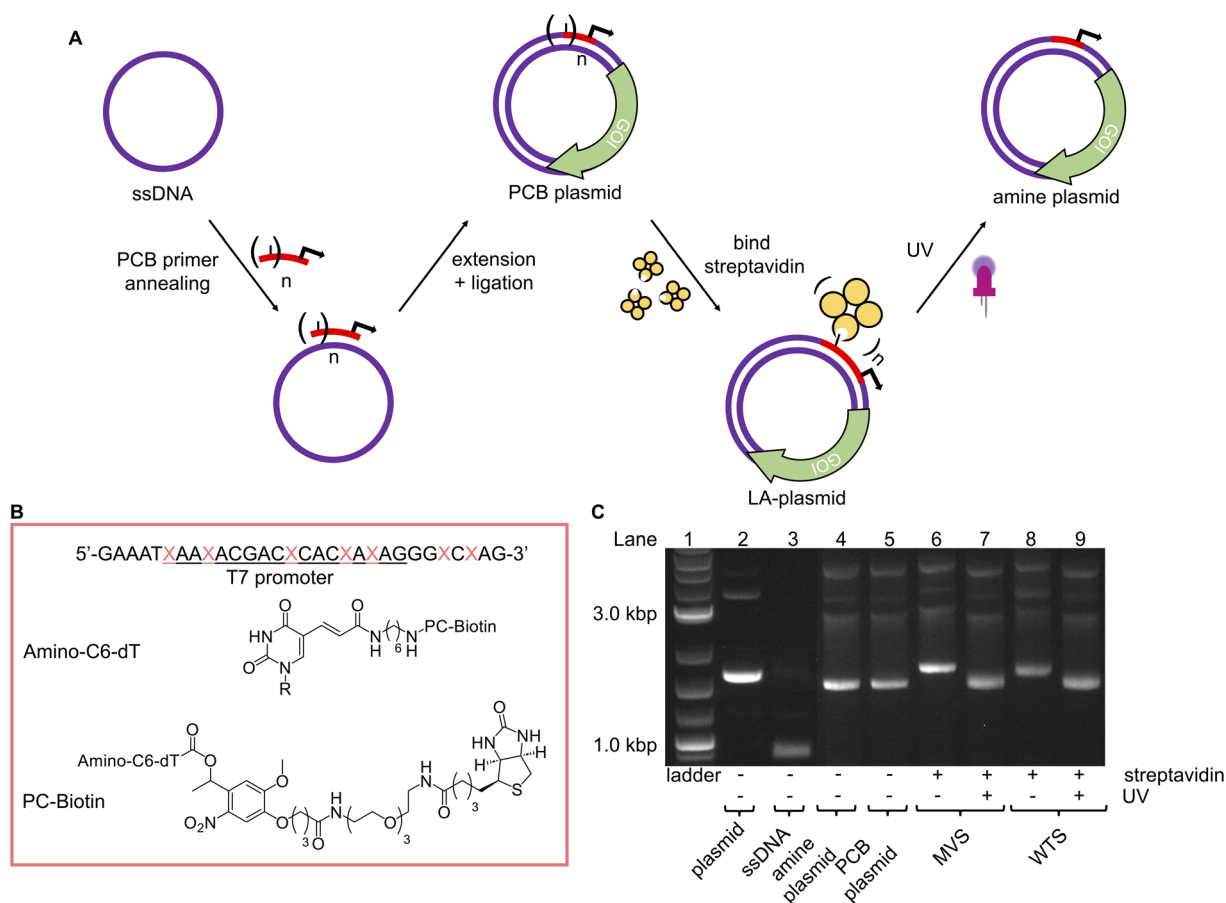 A
ssDNA
PCB primer
annealing
( )
n
( )
n
extension
+ ligation
( )
n
GOI
PCB plasmid
bind
streptavidin
( )n
GOI
LA-plasmid
UV
GOI
amine plasmid
B
5’-GAAATXAAXACGACXCACXAXAGGGXCXAG-3’
T7 promoter
Amino-C6-dT
O
HN
O
N
R
O
N
H
6
N
H
PC-Biotin
PC-Biotin
Amino-C6-dT
O
O
O
O2N
O
3
O
H
N
O
3
H
N
O
3
O
HN
NH
H
H
S
C
Lane 1 2 3 4 5 6 7 8 9
3.0 kbp
1.0 kbp
ladder - - - - + + + + streptavidin
- - - - - + - + UV
plasmid
ssDNA
amine
plasmid
PCB
plasmid
MVS
WTS